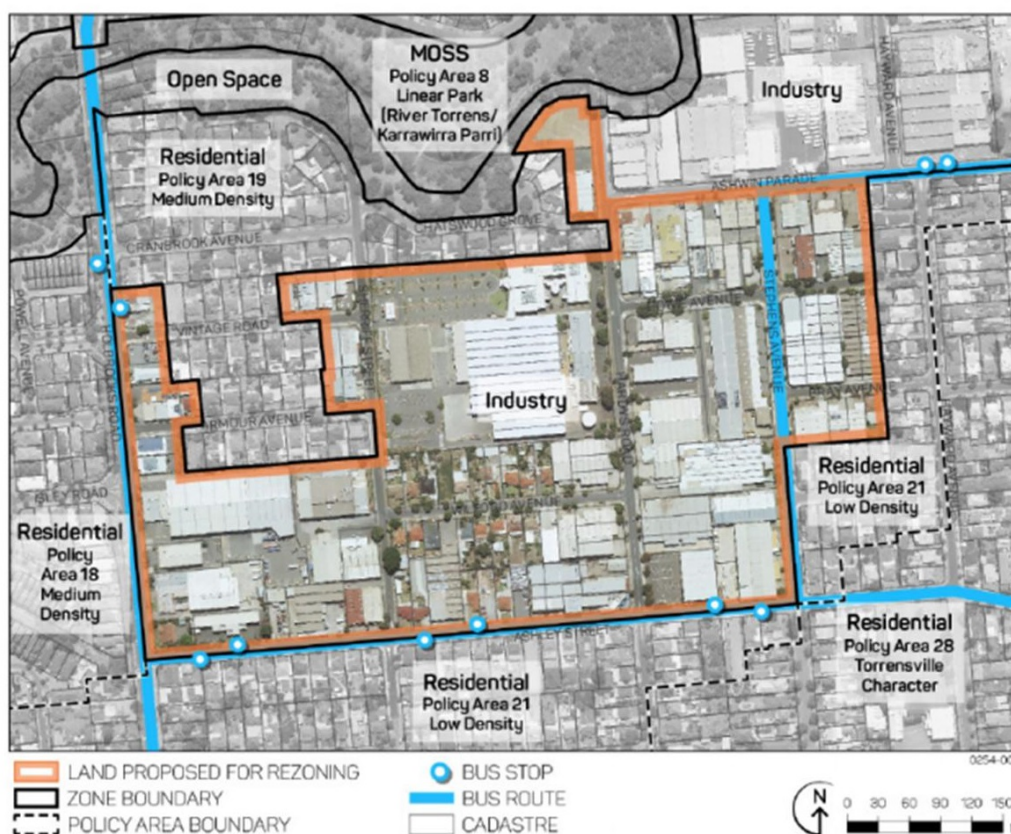 MOSS
Policy Area 8
Linear Park
(River Torrens/
Karrawirra Parri)
Open Space
Industry
Residential
Policy Area 19
Medium Density
ASHWIN PARADE
CHATSWOOD GROVE
CRANBROOK AVENUE
VINTAGE ROAD
STEPHENS AVENUE
ARMOUR AVENUE
Industry
Residential
Policy Area 21
Low Density
Residential
Policy
Area 18
Medium
Density
ASHLEY STREET
Residential
Policy Area 28
Torrensville
Character
Residential
Policy Area 21
Low Density
LAND PROPOSED FOR REZONING
ZONE BOUNDARY
POLICY AREA BOUNDARY
BUS STOP
BUS ROUTE
CADASTRE
N
0 30 60 90 120 150